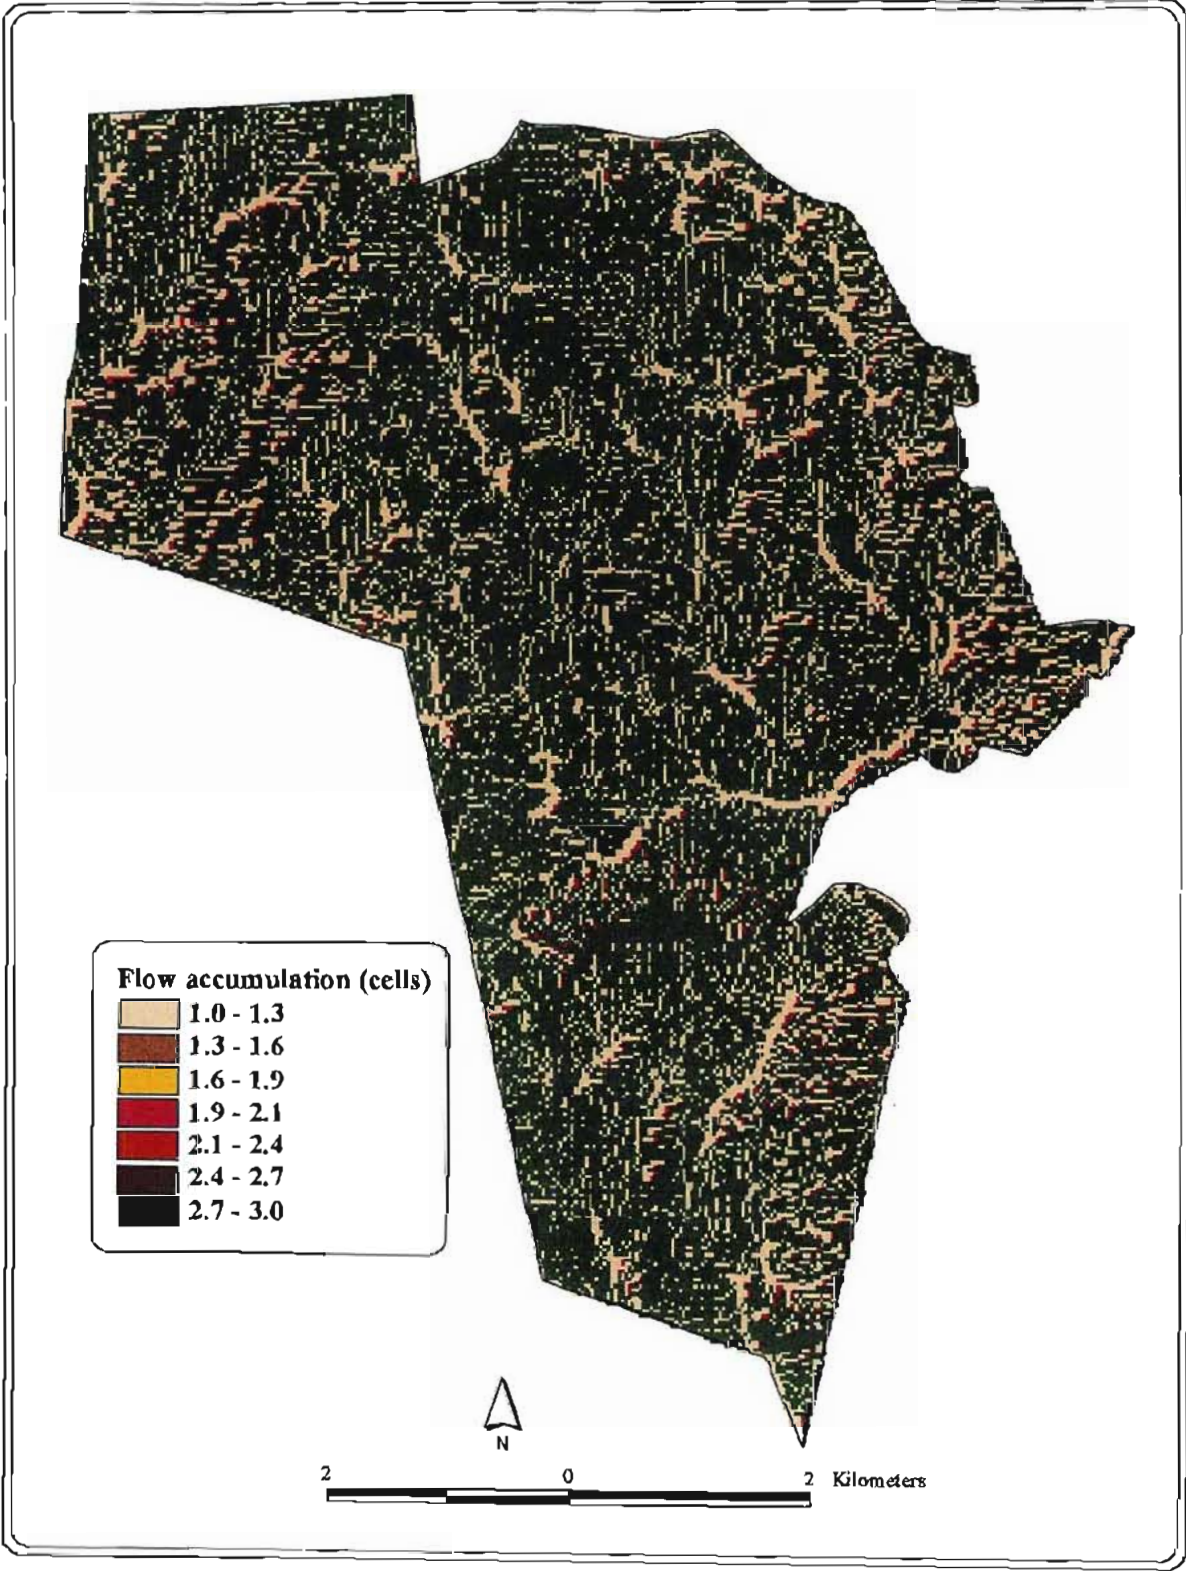 Flow accumulation (cells)
1.0 - 1.3
1.3 - 1.6
1.6 - 1.9
1.9 - 2.1
2.1 - 2.4
2.4 - 2.7
2.7 - 3.0
N
2 0 2 Kilometers